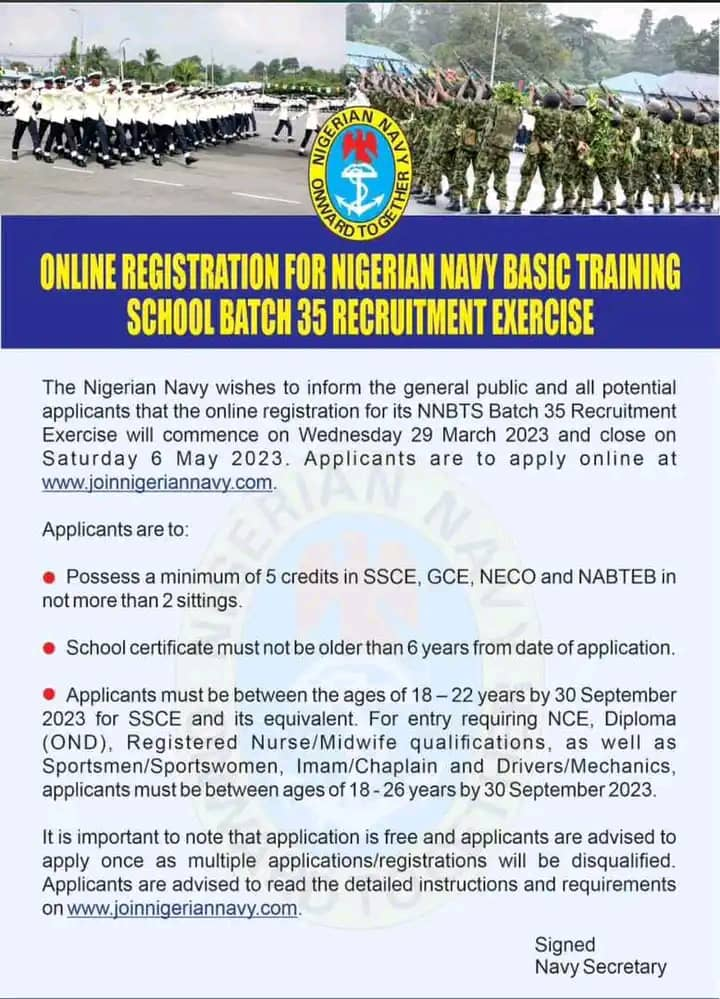 NIGERIAN NAVY
ONWARD TOGETHER
ONLINE REGISTRATION FOR NIGERIAN NAVY BASIC TRAINING
SCHOOL BATCH 35 RECRUITMENT EXERCISE
The Nigerian Navy wishes to inform the general public and all potential
applicants that the online registration for its NNBTS Batch 35 Recruitment
Exercise will commence on Wednesday 29 March 2023 and close on
Saturday 6 May 2023. Applicants are to apply online at
www.joinnigeriannavy.com.
Applicants are to:
● Possess a minimum of 5 credits in SSCE, GCE, NECO and NABTEB in
not more than 2 sittings.
● School certificate must not be older than 6 years from date of application.
● Applicants must be between the ages of 18 – 22 years by 30 September
2023 for SSCE and its equivalent. For entry requiring NCE, Diploma
(OND), Registered Nurse/Midwife qualifications, as well as
Sportsmen/Sportswomen, Imam/Chaplain and Drivers/Mechanics,
applicants must be between ages of 18 - 26 years by 30 September 2023.
It is important to note that application is free and applicants are advised to
apply once as multiple applications/registrations will be disqualified.
Applicants are advised to read the detailed instructions and requirements
on www.joinnigeriannavy.com.
Signed
Navy Secretary